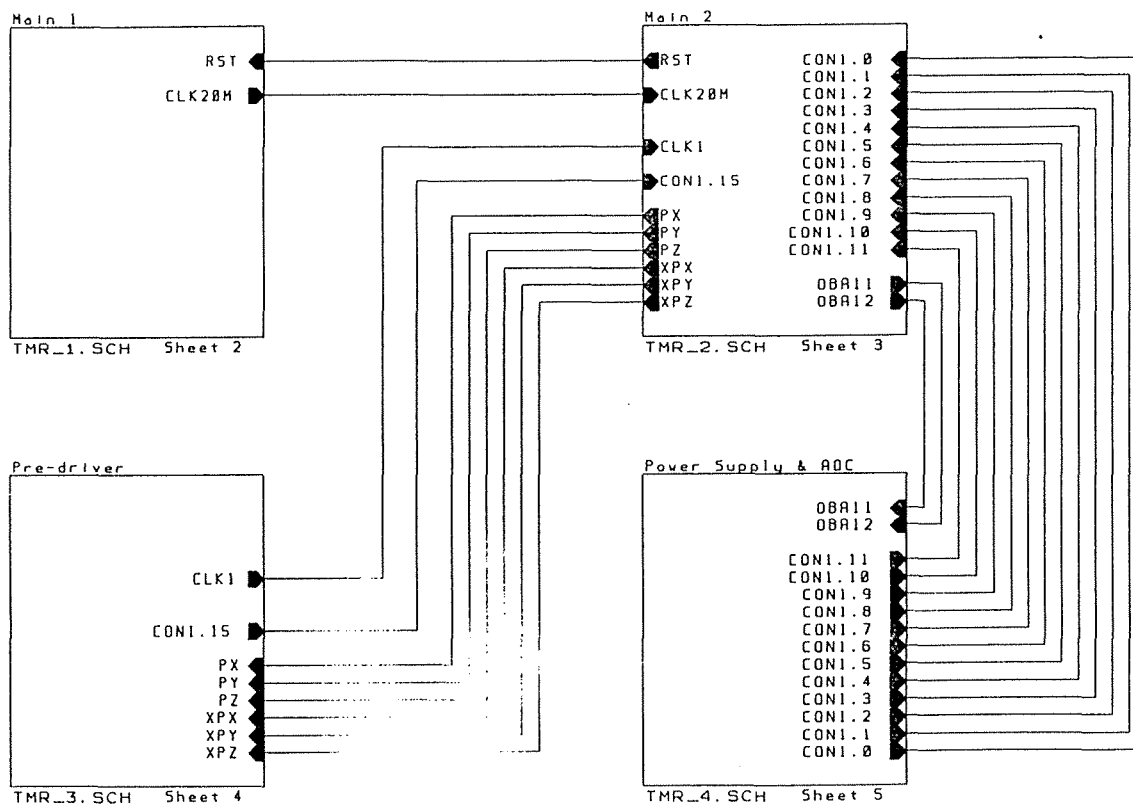 Main 1
RST
CLK20M
TMR_1.SCH Sheet 2
Main 2
RST
CLK20M
CLK1
CON1.15
PX
PY
PZ
XPX
XPY
XPZ
CON1.0
CON1.1
CON1.2
CON1.3
CON1.4
CON1.5
CON1.6
CON1.7
CON1.8
CON1.9
CON1.10
CON1.11
OBA11
OBA12
TMR_2.SCH Sheet 3
Pre-driver
CLK1
CON1.15
PX
PY
PZ
XPX
XPY
XPZ
TMR_3.SCH Sheet 4
Power Supply & AOC
OBA11
OBA12
CON1.11
CON1.10
CON1.9
CON1.8
CON1.7
CON1.6
CON1.5
CON1.4
CON1.3
CON1.2
CON1.1
CON1.0
TMR_4.SCH Sheet 5